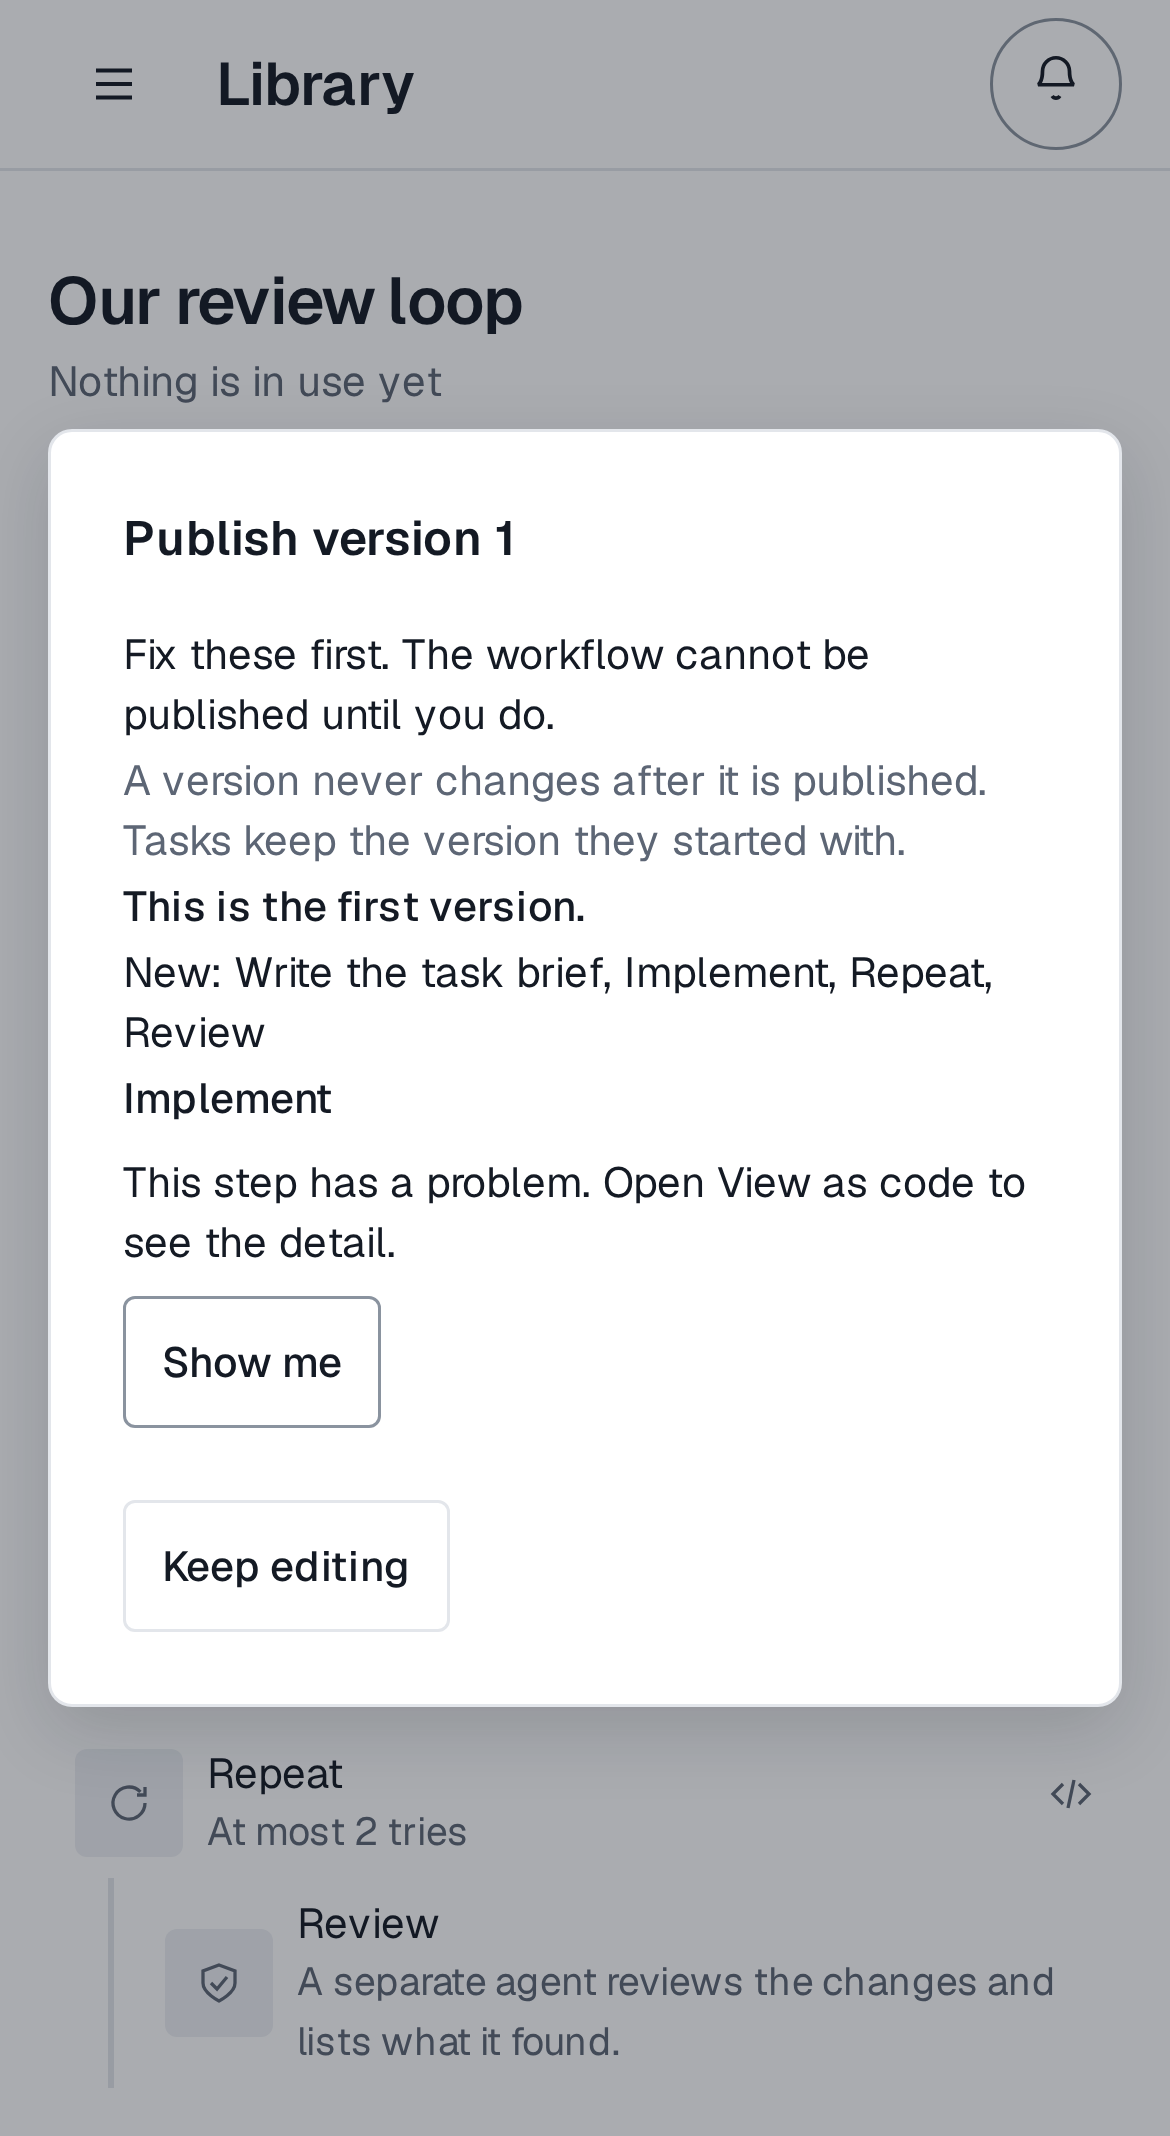 Library
Our review loop
Nothing is in use yet
Publish version 1
Fix these first. The workflow cannot be
published until you do.
A version never changes after it is published.
Tasks keep the version they started with.
This is the first version.
New: Write the task brief, Implement, Repeat,
Review
Implement
This step has a problem. Open View as code to
see the detail.
Show me
Keep editing
Repeat
At most 2 tries
Review
A separate agent reviews the changes and
lists what it found.